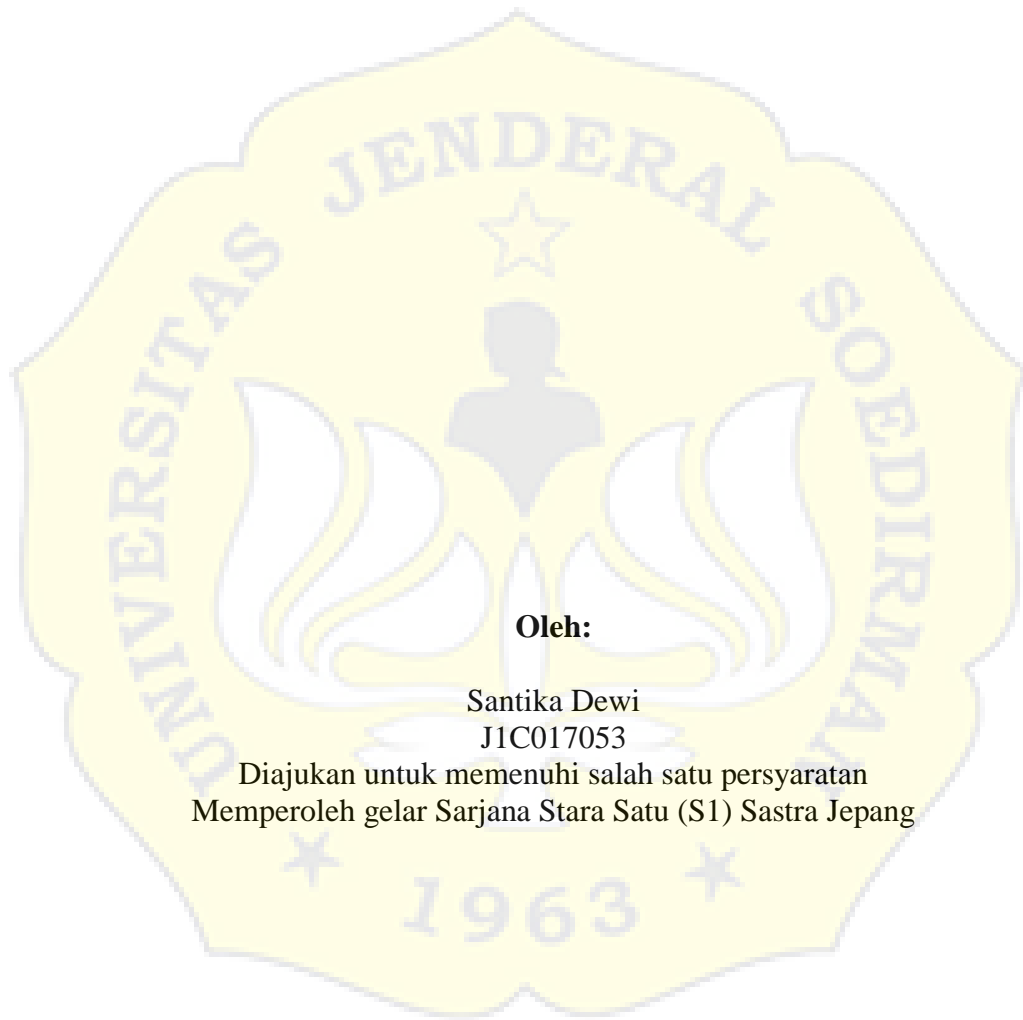 UNIVERSITAS JENDERAL SOEDIRMAN
Oleh:
Santika Dewi
J1C017053
Diajukan untuk memenuhi salah satu persyaratan
Memperoleh gelar Sarjana Stara Satu (S1) Sastra Jepang
1963